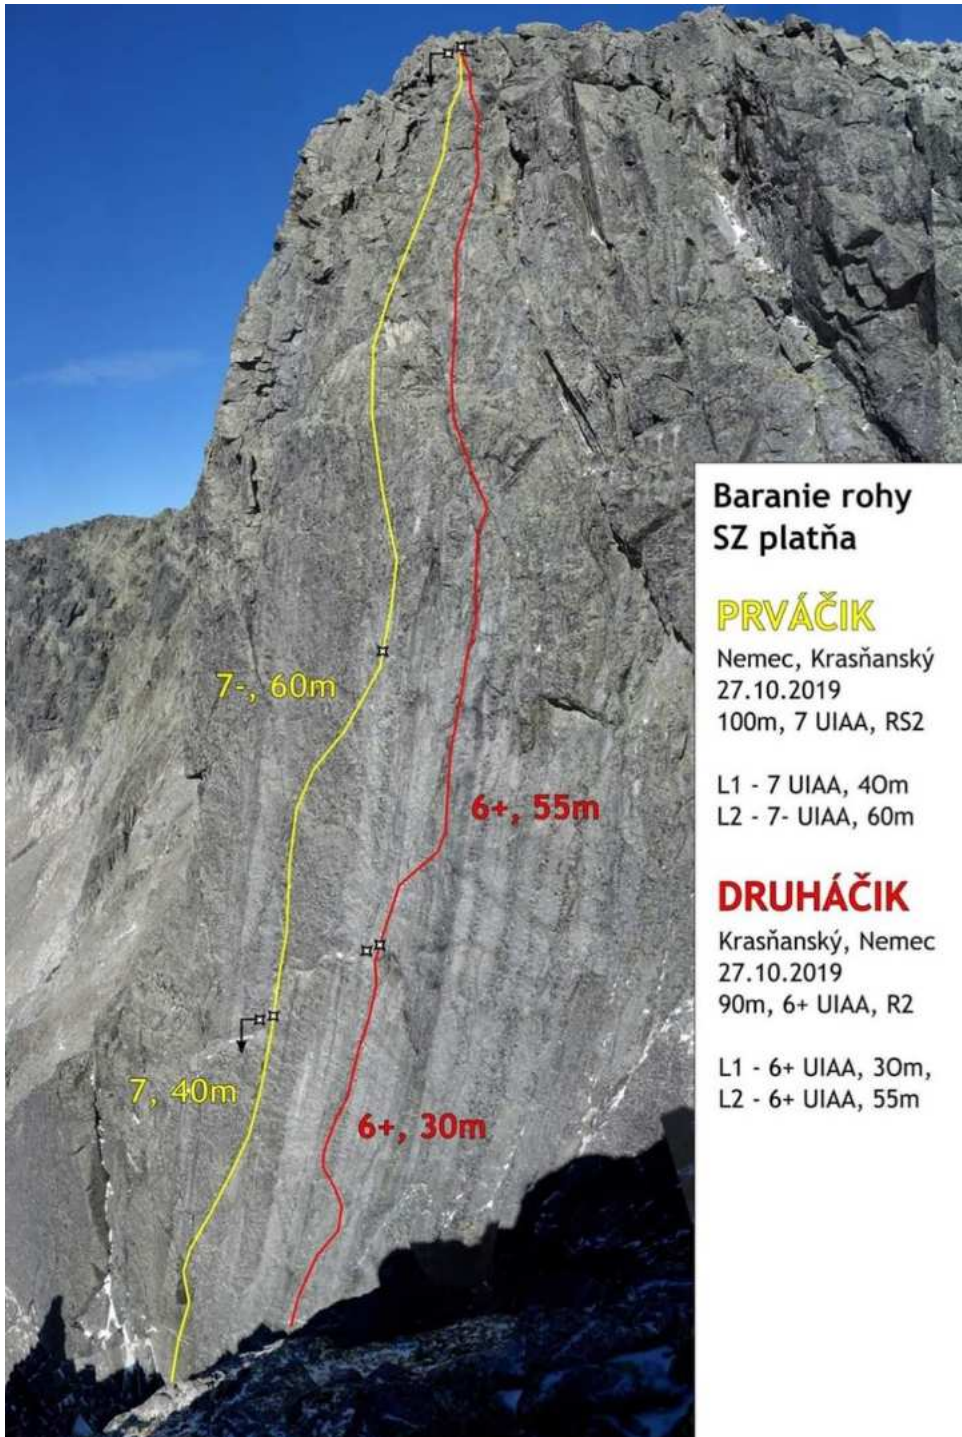 Baranie rohy
SZ platňa
PRVÁČIK
Nemec, Krasňanský
27.10.2019
100m, 7 UIAA, RS2
L1 - 7 UIAA, 40m
L2 - 7- UIAA, 60m
DRUHÁČIK
Krasňanský, Nemec
27.10.2019
90m, 6+ UIAA, R2
L1 - 6+ UIAA, 30m,
L2 - 6+ UIAA, 55m
7-, 60m
6+, 55m
7, 40m
6+, 30m